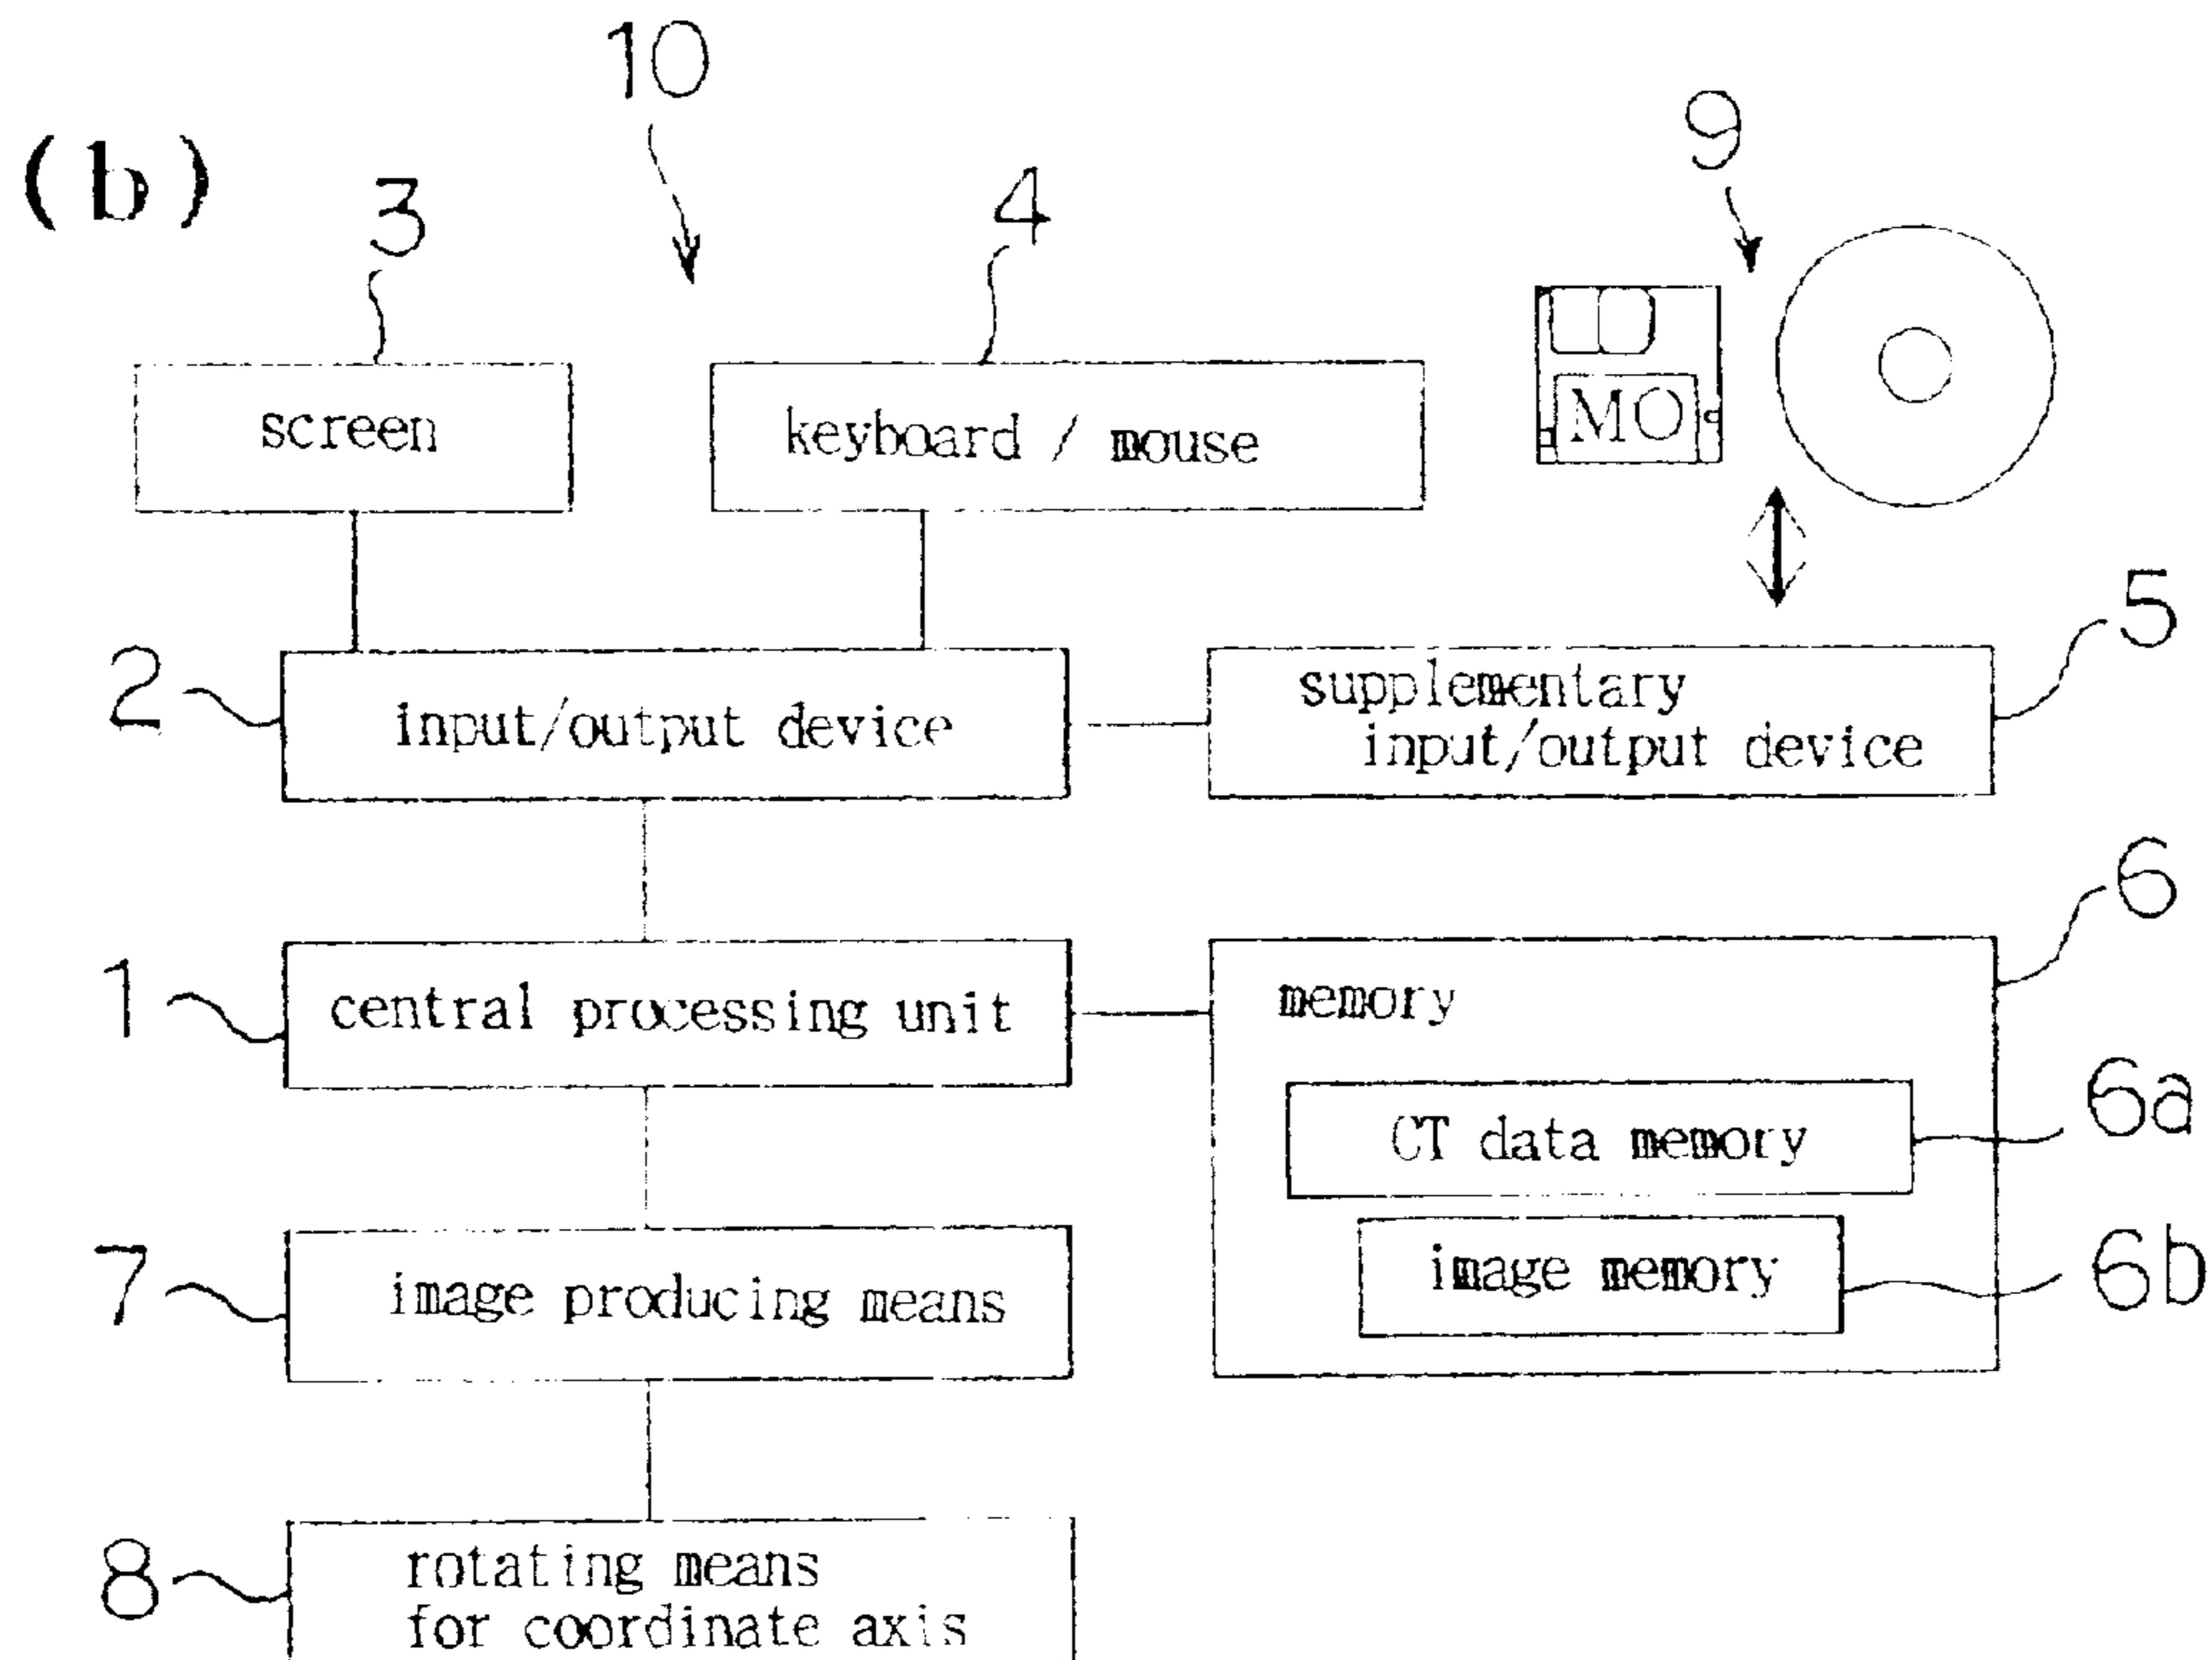 10
(b)
3
4
9
screen
keyboard / mouse
MO
2
input/output device
supplementary
input/output device
5
1
central processing unit
memory
6
CT data memory
6a
7
image producing means
image memory
6b
8
rotating means
for coordinate axis